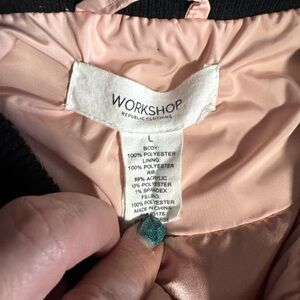 WORKSHOP
REPUBLIC CLOTHING
L
BODY:
100% POLYESTER
LINING:
100% POLYESTER
RIB:
89% ACRYLIC
10% POLYESTER
1% SPANDEX
FILLING:
100% POLYESTER
MADE IN CHINA